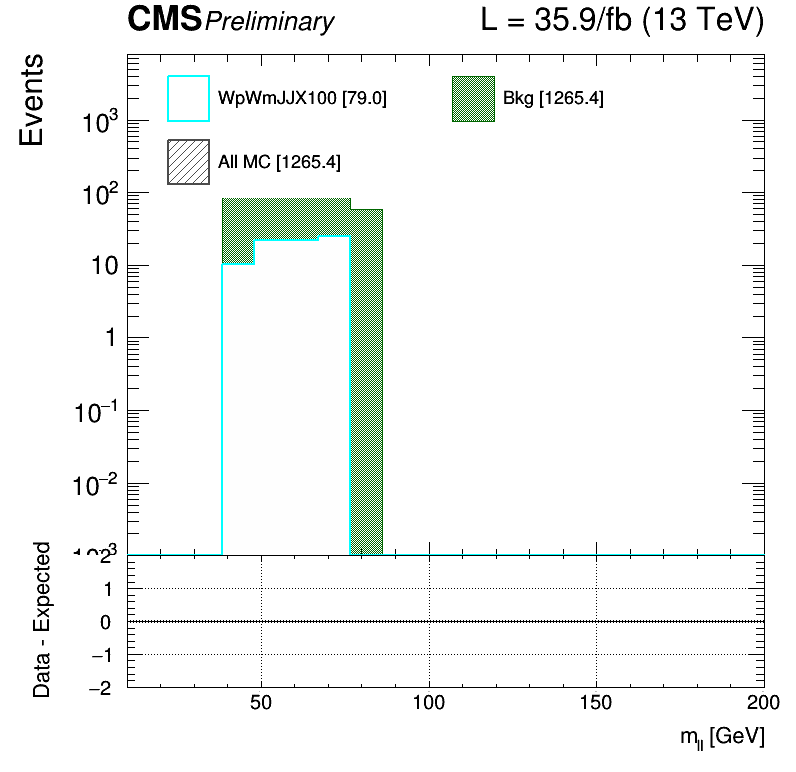 CMS Preliminary L = 35.9/fb (13 TeV)
Events
WpWmJJX100 [79.0] Bkg [1265.4]
All MC [1265.4]
10³
10²
10
1
10⁻¹
10⁻²
Data - Expected
2
1
0
−1
−2
50 100 150 200
m_ll [GeV]